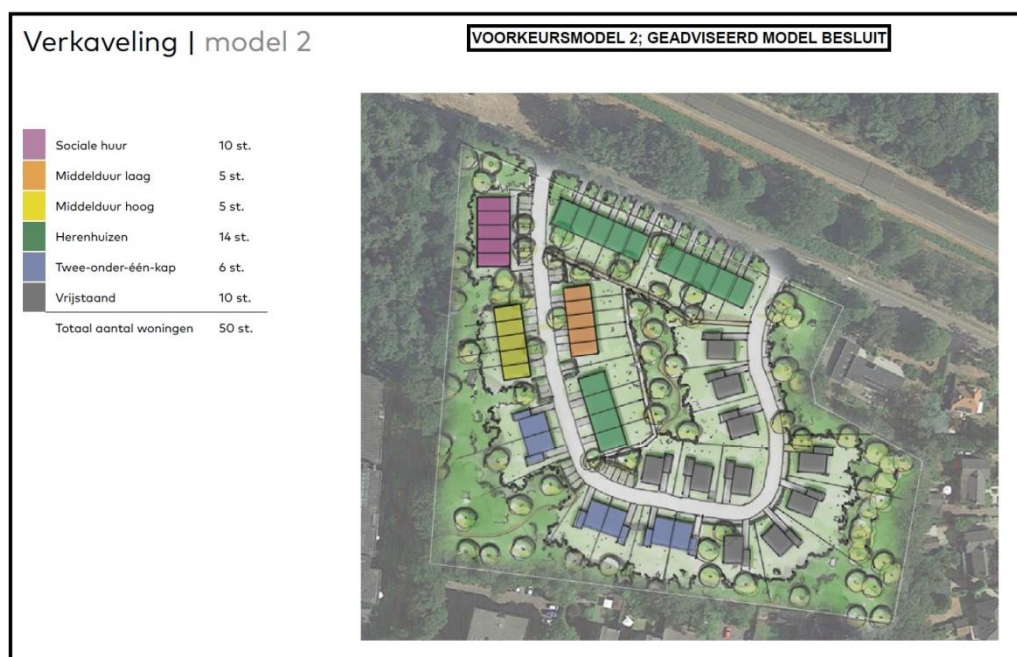 Verkaveling | model 2
VOORKEURSMODEL 2; GEADVISEERD MODEL BESLUIT
Sociale huur 10 st.
Middelduur laag 5 st.
Middelduur hoog 5 st.
Herenhuizen 14 st.
Twee-onder-één-kap 6 st.
Vrijstaand 10 st.
Totaal aantal woningen 50 st.